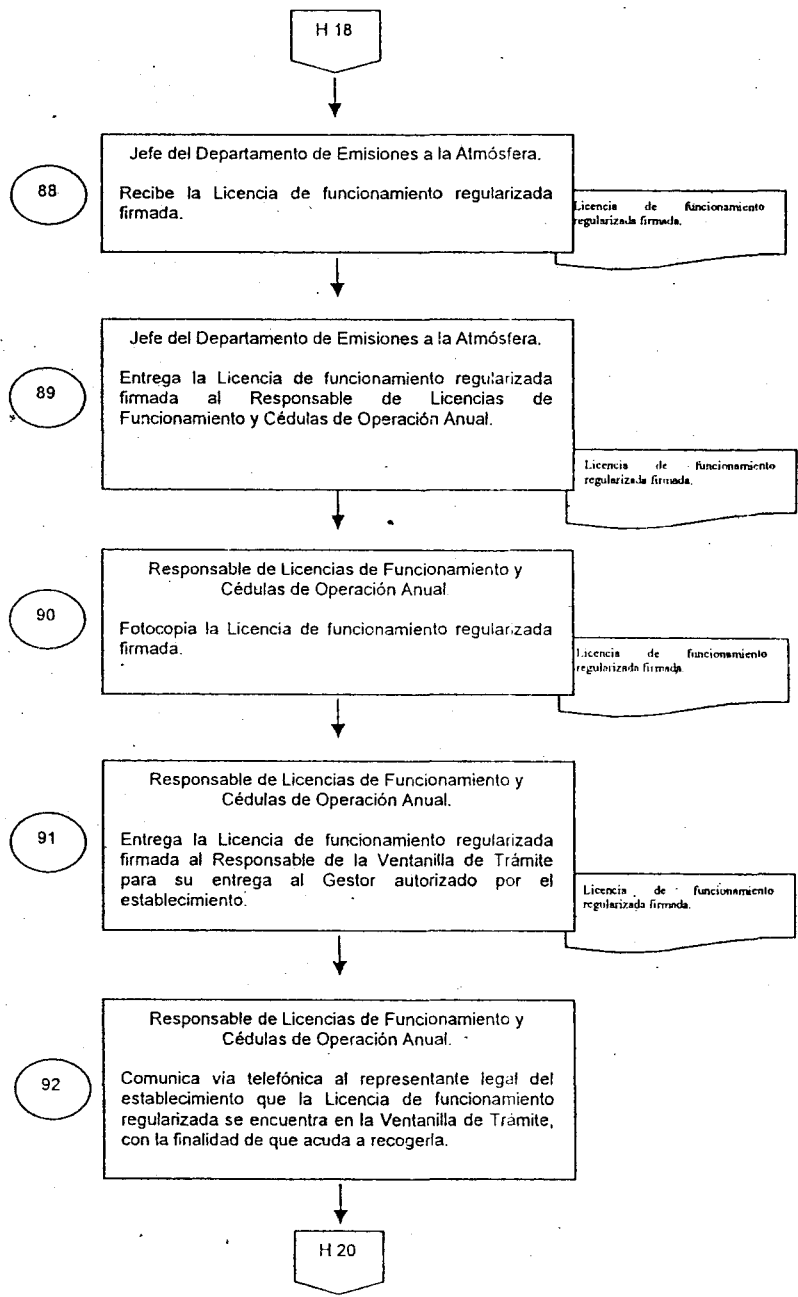 H 18
Jefe del Departamento de Emisiones a la Atmósfera.
88
Recibe la Licencia de funcionamiento regularizada
firmada.
Licencia de funcionamiento
regularizada firmada.
Jefe del Departamento de Emisiones a la Atmósfera.
89
Entrega la Licencia de funcionamiento regularizada
firmada al Responsable de Licencias de
Funcionamiento y Cédulas de Operación Anual.
Licencia de funcionamiento
regularizada firmada.
Responsable de Licencias de Funcionamiento y
Cédulas de Operación Anual
90
Fotocopia la Licencia de funcionamiento regularizada
firmada.
Licencia de funcionamiento
regularizada firmada.
Responsable de Licencias de Funcionamiento y
Cédulas de Operación Anual.
91
Entrega la Licencia de funcionamiento regularizada
firmada al Responsable de la Ventanilla de Trámite
para su entrega al Gestor autorizado por el
establecimiento.
Licencia de funcionamiento
regularizada firmada.
Responsable de Licencias de Funcionamiento y
Cédulas de Operación Anual.
92
Comunica vía telefónica al representante legal del
establecimiento que la Licencia de funcionamiento
regularizada se encuentra en la Ventanilla de Trámite,
con la finalidad de que acuda a recogerla.
H 20